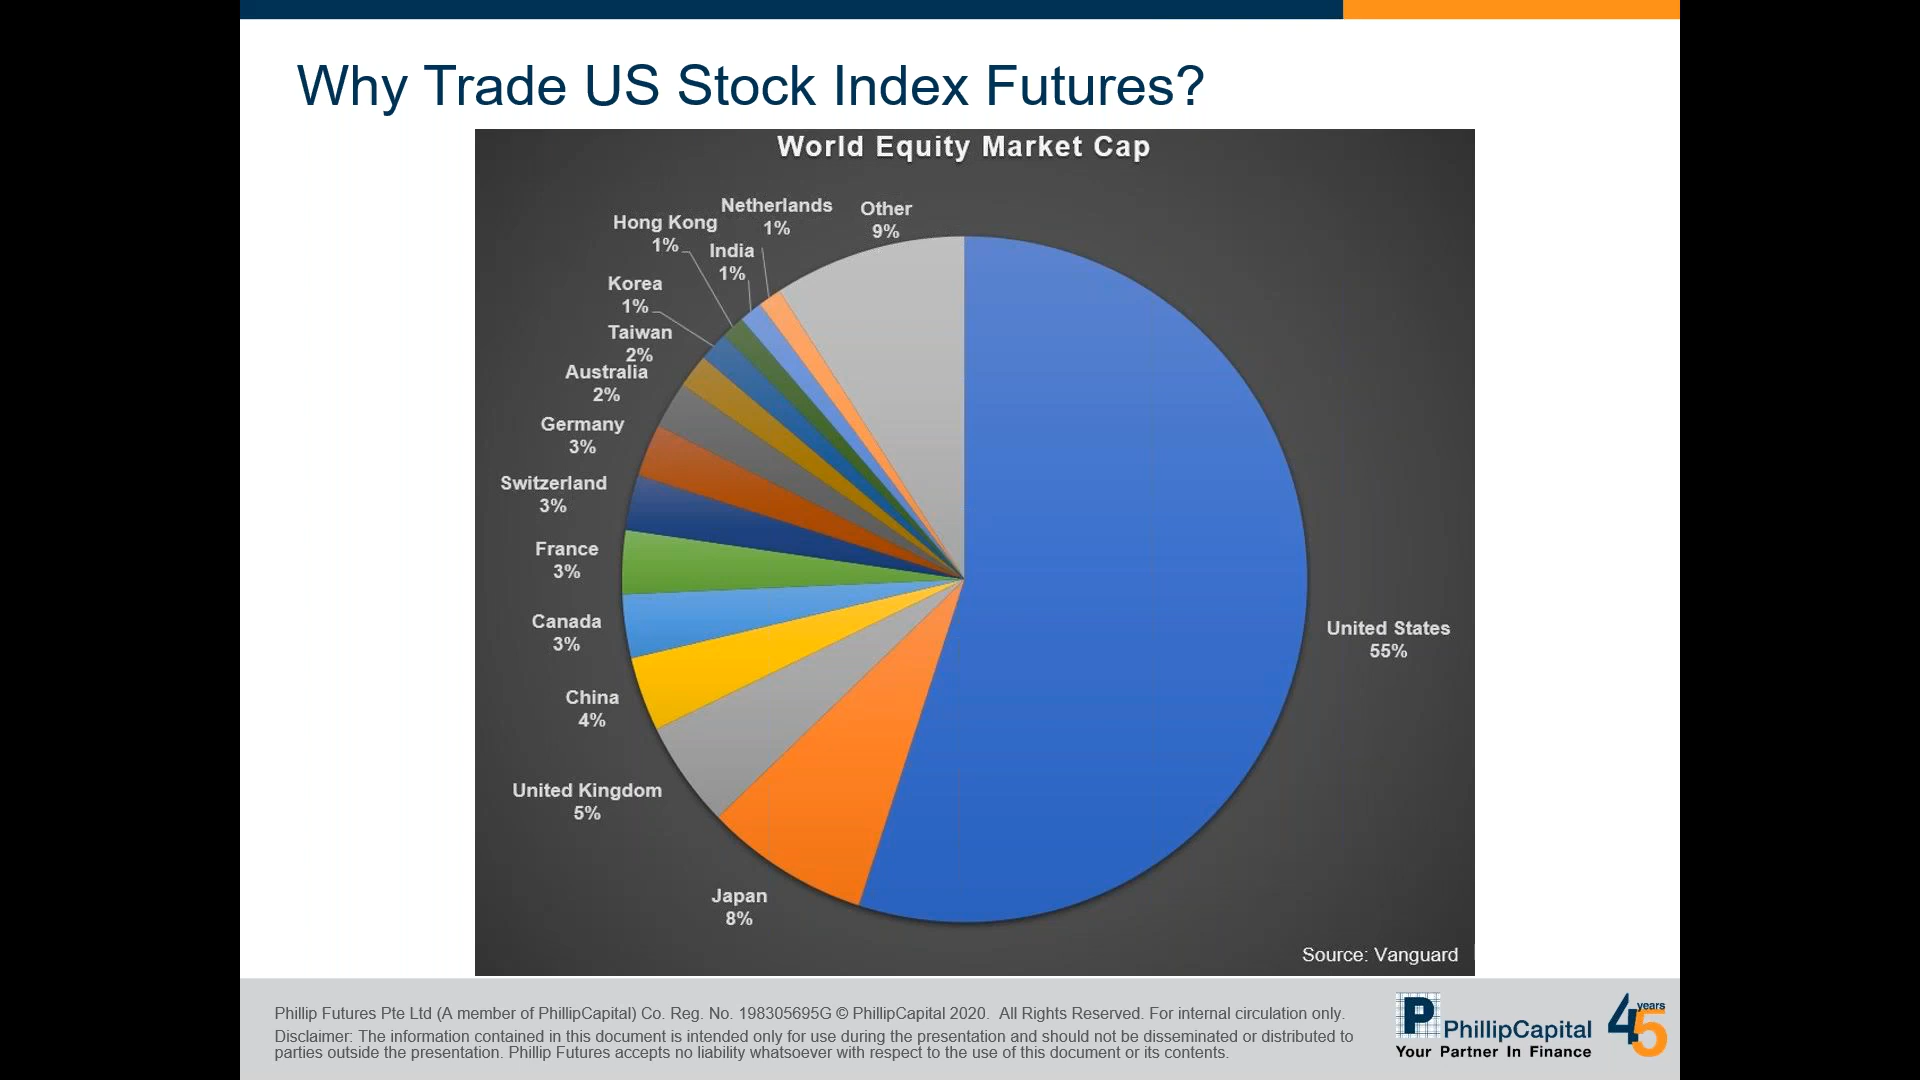 Why Trade US Stock Index Futures?
World Equity Market Cap
Netherlands
1%
Other
9%
Hong Kong
1%
India
1%
Korea
1%
Taiwan
2%
Australia
2%
Germany
3%
Switzerland
3%
France
3%
Canada
3%
China
4%
United Kingdom
5%
Japan
8%
United States
55%
Source: Vanguard
Phillip Futures Pte Ltd (A member of PhillipCapital) Co. Reg. No. 198305695G © PhillipCapital 2020. All Rights Reserved. For internal circulation only.
Disclaimer: The information contained in this document is intended only for use during the presentation and should not be disseminated or distributed to
parties outside the presentation. Phillip Futures accepts no liability whatsoever with respect to the use of this document or its contents.
P PhillipCapital
Your Partner In Finance
45 years